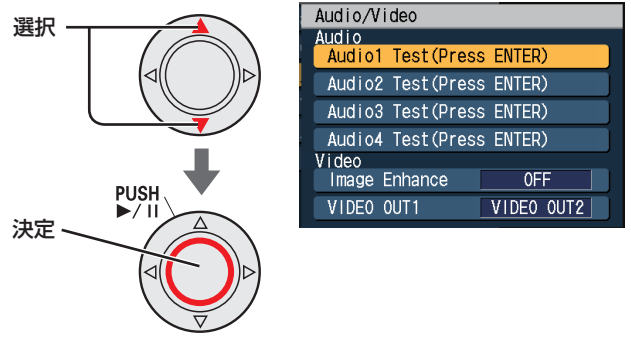 選択
PUSH
▶/II
決定
Audio/Video
Audio
Audio1 Test(Press ENTER)
Audio2 Test(Press ENTER)
Audio3 Test(Press ENTER)
Audio4 Test(Press ENTER)
Video
Image Enhance OFF
VIDEO OUT1 VIDEO OUT2